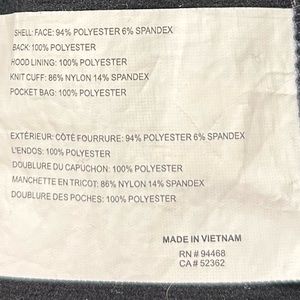 SHELL: FACE: 94% POLYESTER 6% SPANDEX
BACK: 100% POLYESTER
HOOD LINING: 100% POLYESTER
KNIT CUFF: 86% NYLON 14% SPANDEX
POCKET BAG: 100% POLYESTER
EXTÉRIEUR: CÔTÉ FOURRURE: 94% POLYESTER 6% SPANDEX
L'ENDOS: 100% POLYESTER
DOUBLURE DU CAPUCHON: 100% POLYESTER
MANCHETTE EN TRICOT: 86% NYLON 14% SPANDEX
DOUBLURE DES POCHES: 100% POLYESTER
MADE IN VIETNAM
RN # 94468
CA # 52362